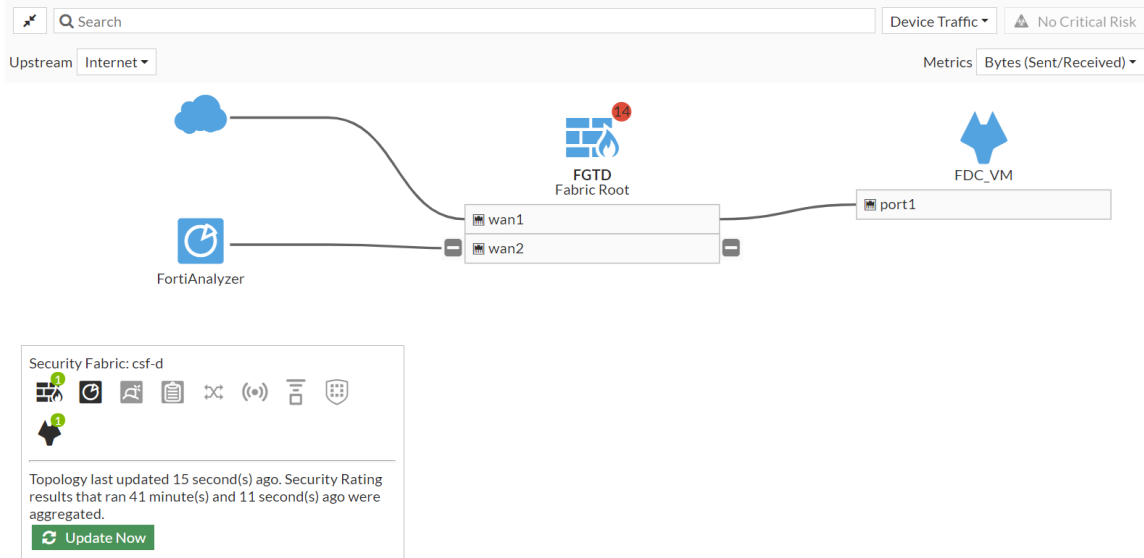 Search
Device Traffic
No Critical Risk
Upstream
Internet
Metrics
Bytes (Sent/Received)
14
FGTD
Fabric Root
FDC_VM
wan1
port1
wan2
FortiAnalyzer
Security Fabric: csf-d
1
1
Topology last updated 15 second(s) ago. Security Rating
results that ran 41 minute(s) and 11 second(s) ago were
aggregated.
Update Now